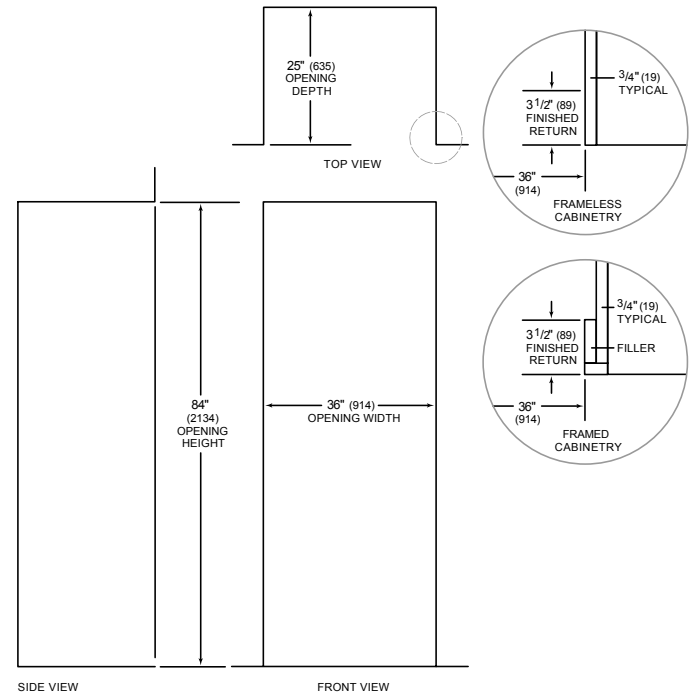 25" (635)
OPENING
DEPTH
TOP VIEW
3/4" (19)
TYPICAL
3 1/2" (89)
FINISHED
RETURN
36"
(914)
FRAMELESS
CABINETRY
3/4" (19)
TYPICAL
3 1/2" (89)
FINISHED
RETURN
FILLER
36"
(914)
FRAMED
CABINETRY
84"
(2134)
OPENING
HEIGHT
36" (914)
OPENING WIDTH
SIDE VIEW
FRONT VIEW